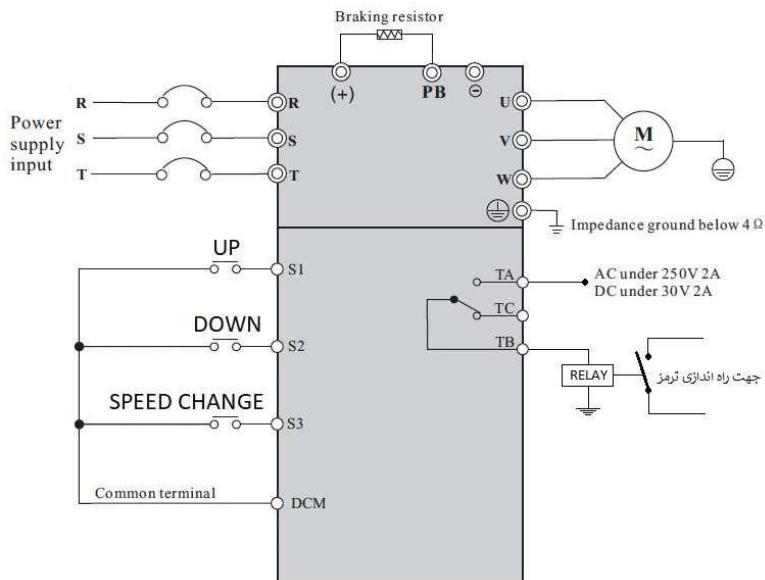 Braking resistor
(+)
PB
⊖
R
R
U
Power
supply
input
S
S
V
M
~
T
T
W
Impedance ground below 4 Ω
UP
S1
TA
AC under 250V 2A
DC under 30V 2A
TC
DOWN
S2
TB
RELAY
جهت راه اندازی ترمز
SPEED CHANGE
S3
Common terminal
DCM